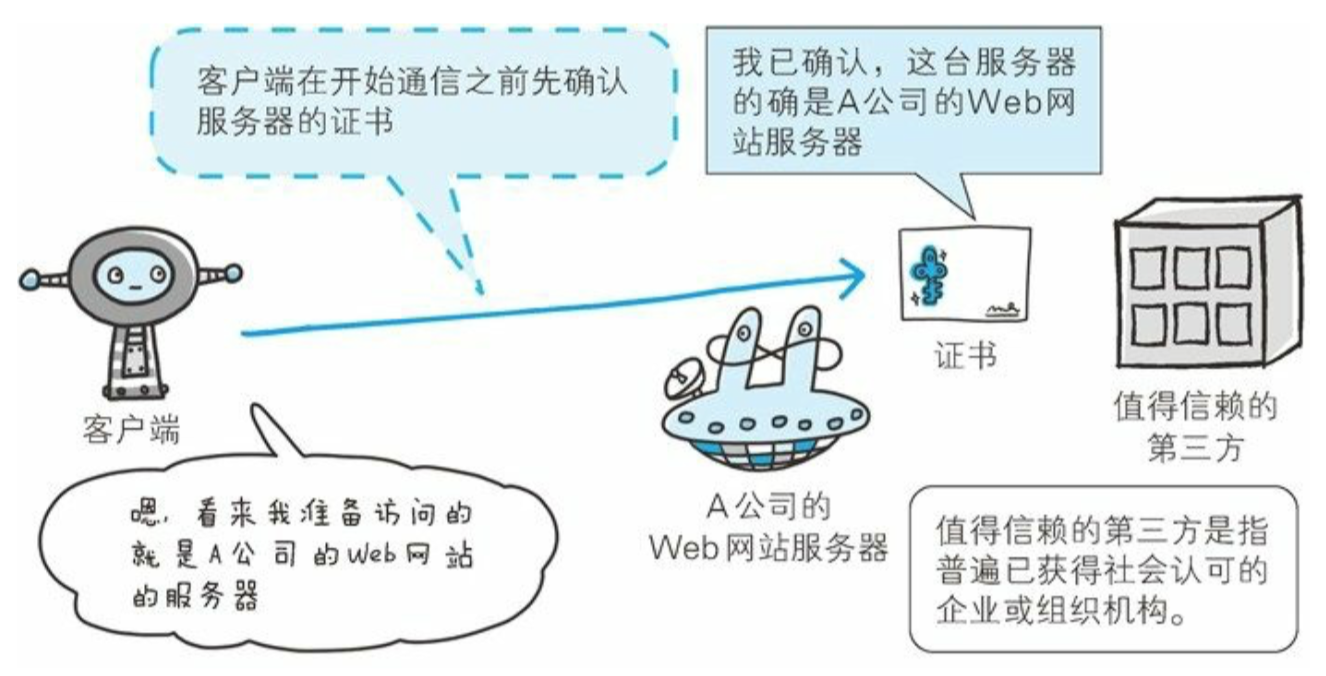 客户端在开始通信之前先确认
服务器的证书
我已确认，这台服务器
的确是A公司的Web网
站服务器
证书
值得信赖的
第三方
客户端
嗯，看来我准备访问的
就是A公司的Web网站
的服务器
A公司的
Web网站服务器
值得信赖的第三方是指
普遍已获得社会认可的
企业或组织机构。